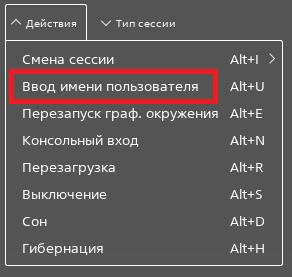 Действия Тип сессии
Смена сессии Alt+I
Ввод имени пользователя Alt+U
Перезапуск граф. окружения Alt+E
Консольный вход Alt+N
Перезагрузка Alt+R
Выключение Alt+S
Сон Alt+D
Гибернация Alt+H